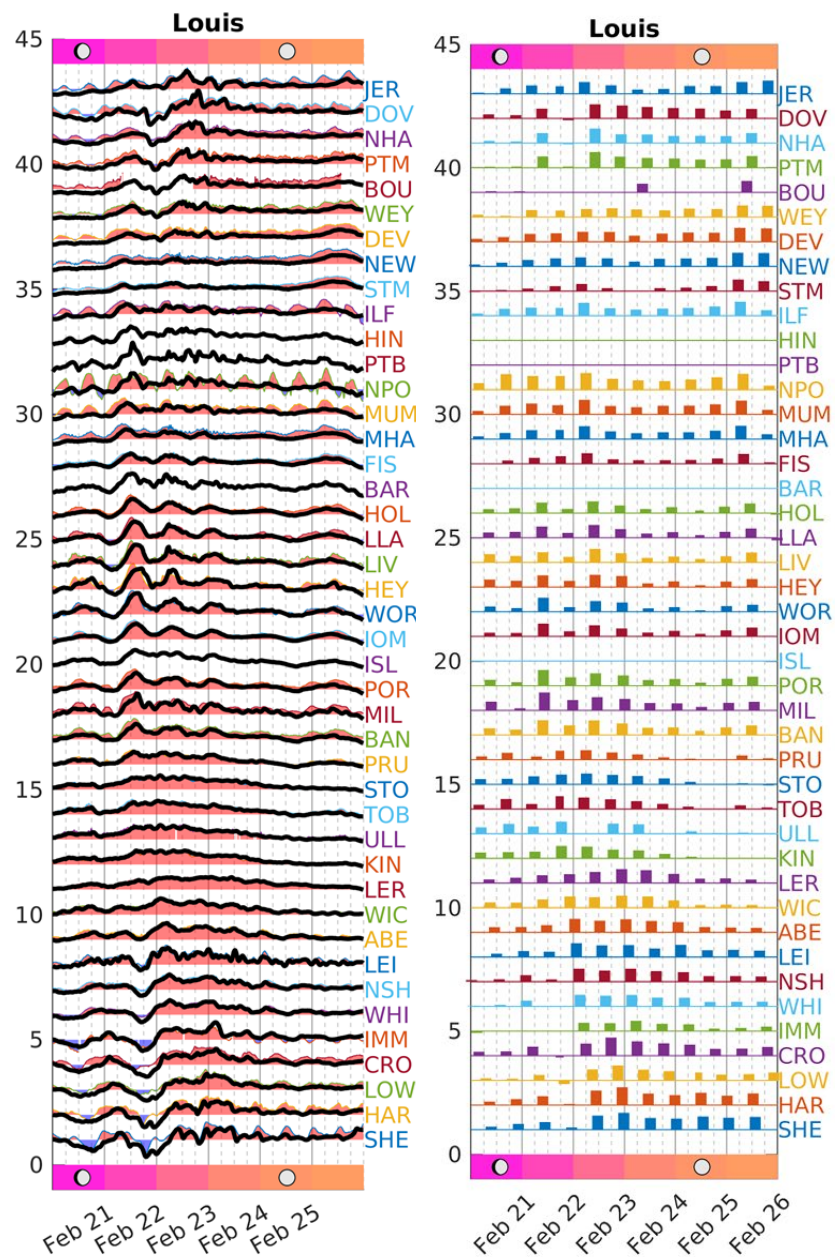 Louis
45
JER
DOV
NHA
40
PTM
BOU
WEY
DEV
NEW
35
STM
ILF
HIN
PTB
NPO
30
MUM
MHA
FIS
BAR
HOL
25
LLA
LIV
HEY
WOR
IOM
20
ISL
POR
MIL
BAN
PRU
15
STO
TOB
ULL
KIN
LER
10
WIC
ABE
LEI
NSH
WHI
5
IMM
CRO
LOW
HAR
SHE
0
Feb 21
Feb 22
Feb 23
Feb 24
Feb 25
Louis
45
JER
DOV
NHA
40
PTM
BOU
WEY
DEV
NEW
35
STM
ILF
HIN
PTB
NPO
30
MUM
MHA
FIS
BAR
HOL
25
LLA
LIV
HEY
WOR
IOM
20
ISL
POR
MIL
BAN
PRU
15
STO
TOB
ULL
KIN
LER
10
WIC
ABE
LEI
NSH
WHI
5
IMM
CRO
LOW
HAR
SHE
0
Feb 21
Feb 22
Feb 23
Feb 24
Feb 25
Feb 26